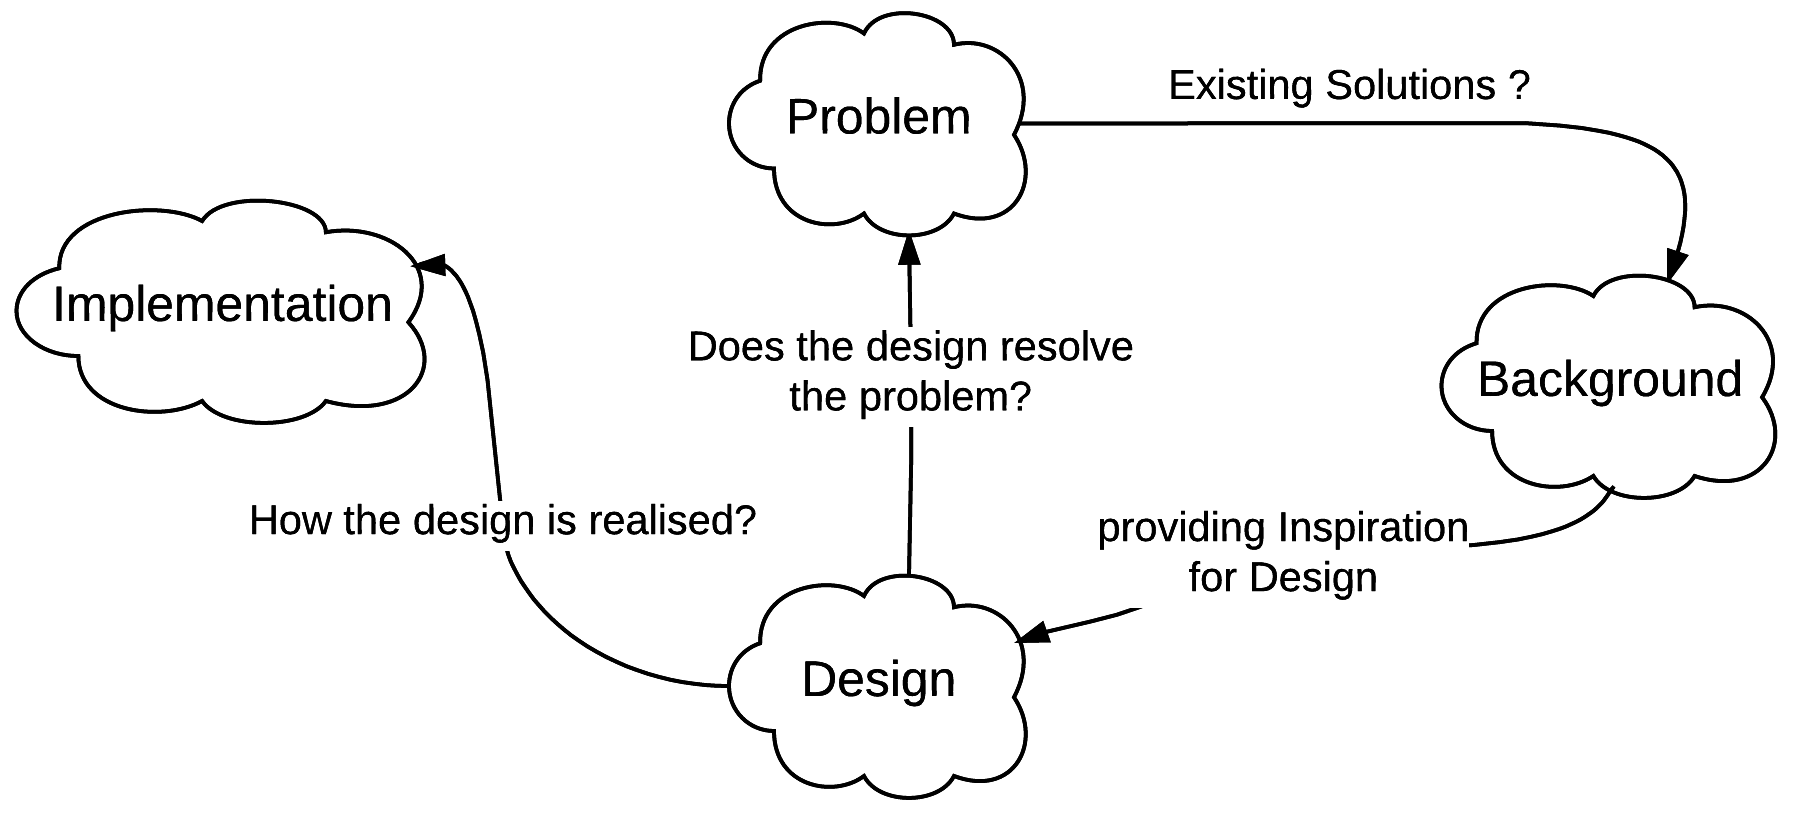 Problem
Existing Solutions ?
Implementation
Does the design resolve
the problem?
Background
How the design is realised?
providing Inspiration
for Design
Design